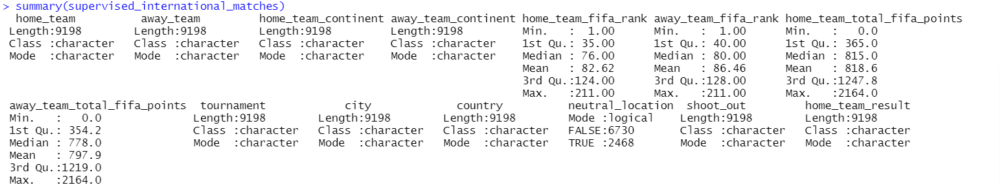 > summary(supervised_international_matches)
  home_team          away_team         home_team_continent away_team_continent home_team_fifa_rank away_team_fifa_rank home_team_total_fifa_points
 Length:9198        Length:9198        Length:9198         Length:9198         Min.   :  1.00      Min.   :  1.00      Min.   :   0.0
 Class :character   Class :character   Class :character    Class :character    1st Qu.: 35.00      1st Qu.: 40.00      1st Qu.: 365.0
 Mode  :character   Mode  :character   Mode  :character    Mode  :character    Median : 76.00      Median : 80.00      Median : 815.0
                                                                               Mean   : 82.62      Mean   : 86.46      Mean   : 818.6
                                                                               3rd Qu.:124.00      3rd Qu.:128.00      3rd Qu.:1247.8
                                                                               Max.   :211.00      Max.   :211.00      Max.   :2164.0
 away_team_total_fifa_points  tournament            city             country          neutral_location  shoot_out         home_team_result
 Min.   :   0.0              Length:9198        Length:9198        Length:9198        Mode :logical    Length:9198        Length:9198
 1st Qu.: 354.2              Class :character   Class :character   Class :character   FALSE:6730       Class :character   Class :character
 Median : 778.0              Mode  :character   Mode  :character   Mode  :character   TRUE :2468       Mode  :character   Mode  :character
 Mean   : 797.9
 3rd Qu.:1219.0
 Max.   :2164.0